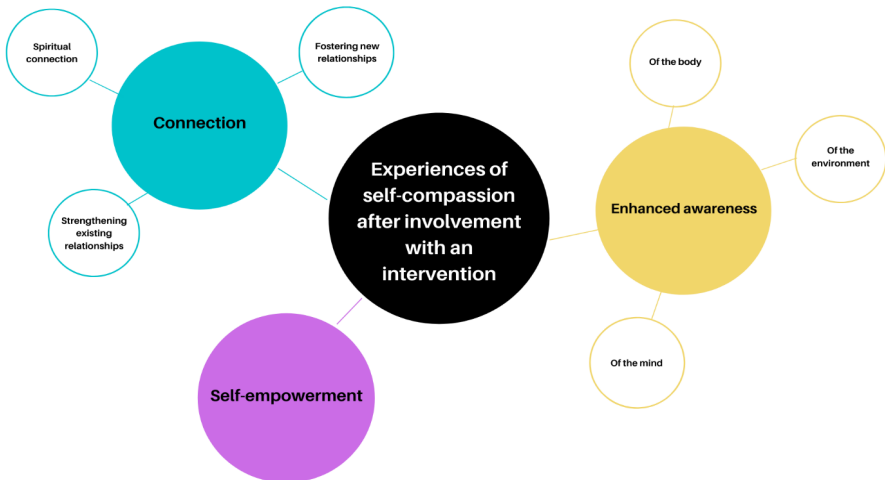 Spiritual
connection
Fostering new
relationships
Connection
Strengthening
existing
relationships
Experiences of
self-compassion
after involvement
with an
intervention
Of the body
Of the
environment
Enhanced awareness
Of the mind
Self-empowerment